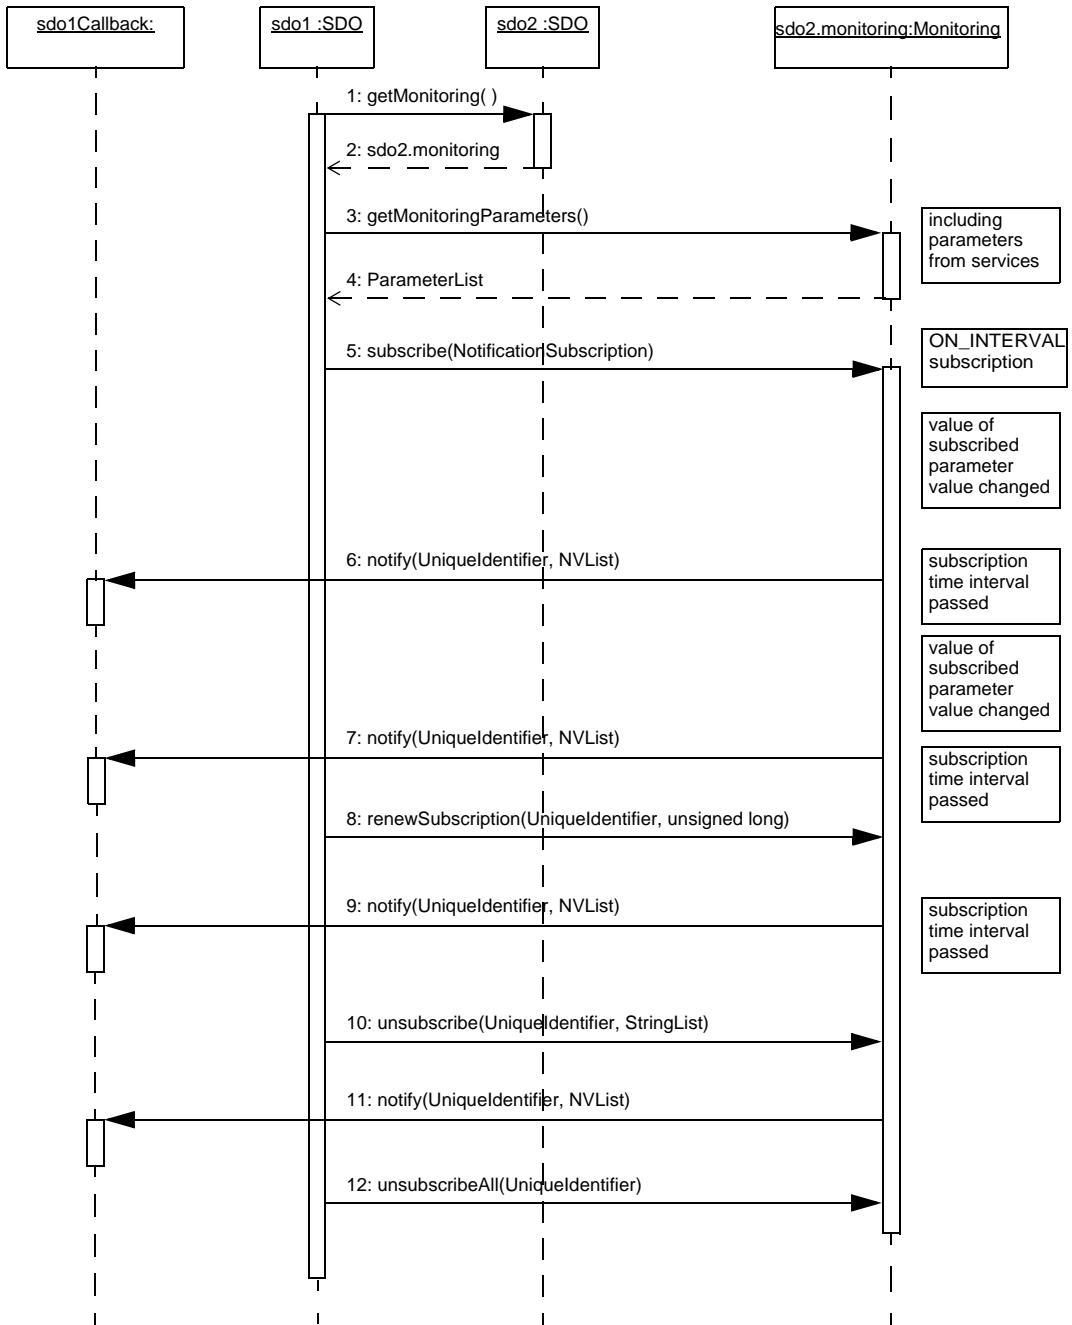 sdo1Callback:
sdo1 :SDO
sdo2 :SDO
sdo2.monitoring:Monitoring
1: getMonitoring( )
2: sdo2.monitoring
3: getMonitoringParameters()
including
parameters
from services
4: ParameterList
5: subscribe(NotificationSubscription)
ON_INTERVAL
subscription
value of
subscribed
parameter
value changed
6: notify(UniqueIdentifier, NVList)
subscription
time interval
passed
value of
subscribed
parameter
value changed
7: notify(UniqueIdentifier, NVList)
subscription
time interval
passed
8: renewSubscription(UniqueIdentifier, unsigned long)
9: notify(UniqueIdentifier, NVList)
subscription
time interval
passed
10: unsubscribe(UniqueIdentifier, StringList)
11: notify(UniqueIdentifier, NVList)
12: unsubscribeAll(UniqueIdentifier)